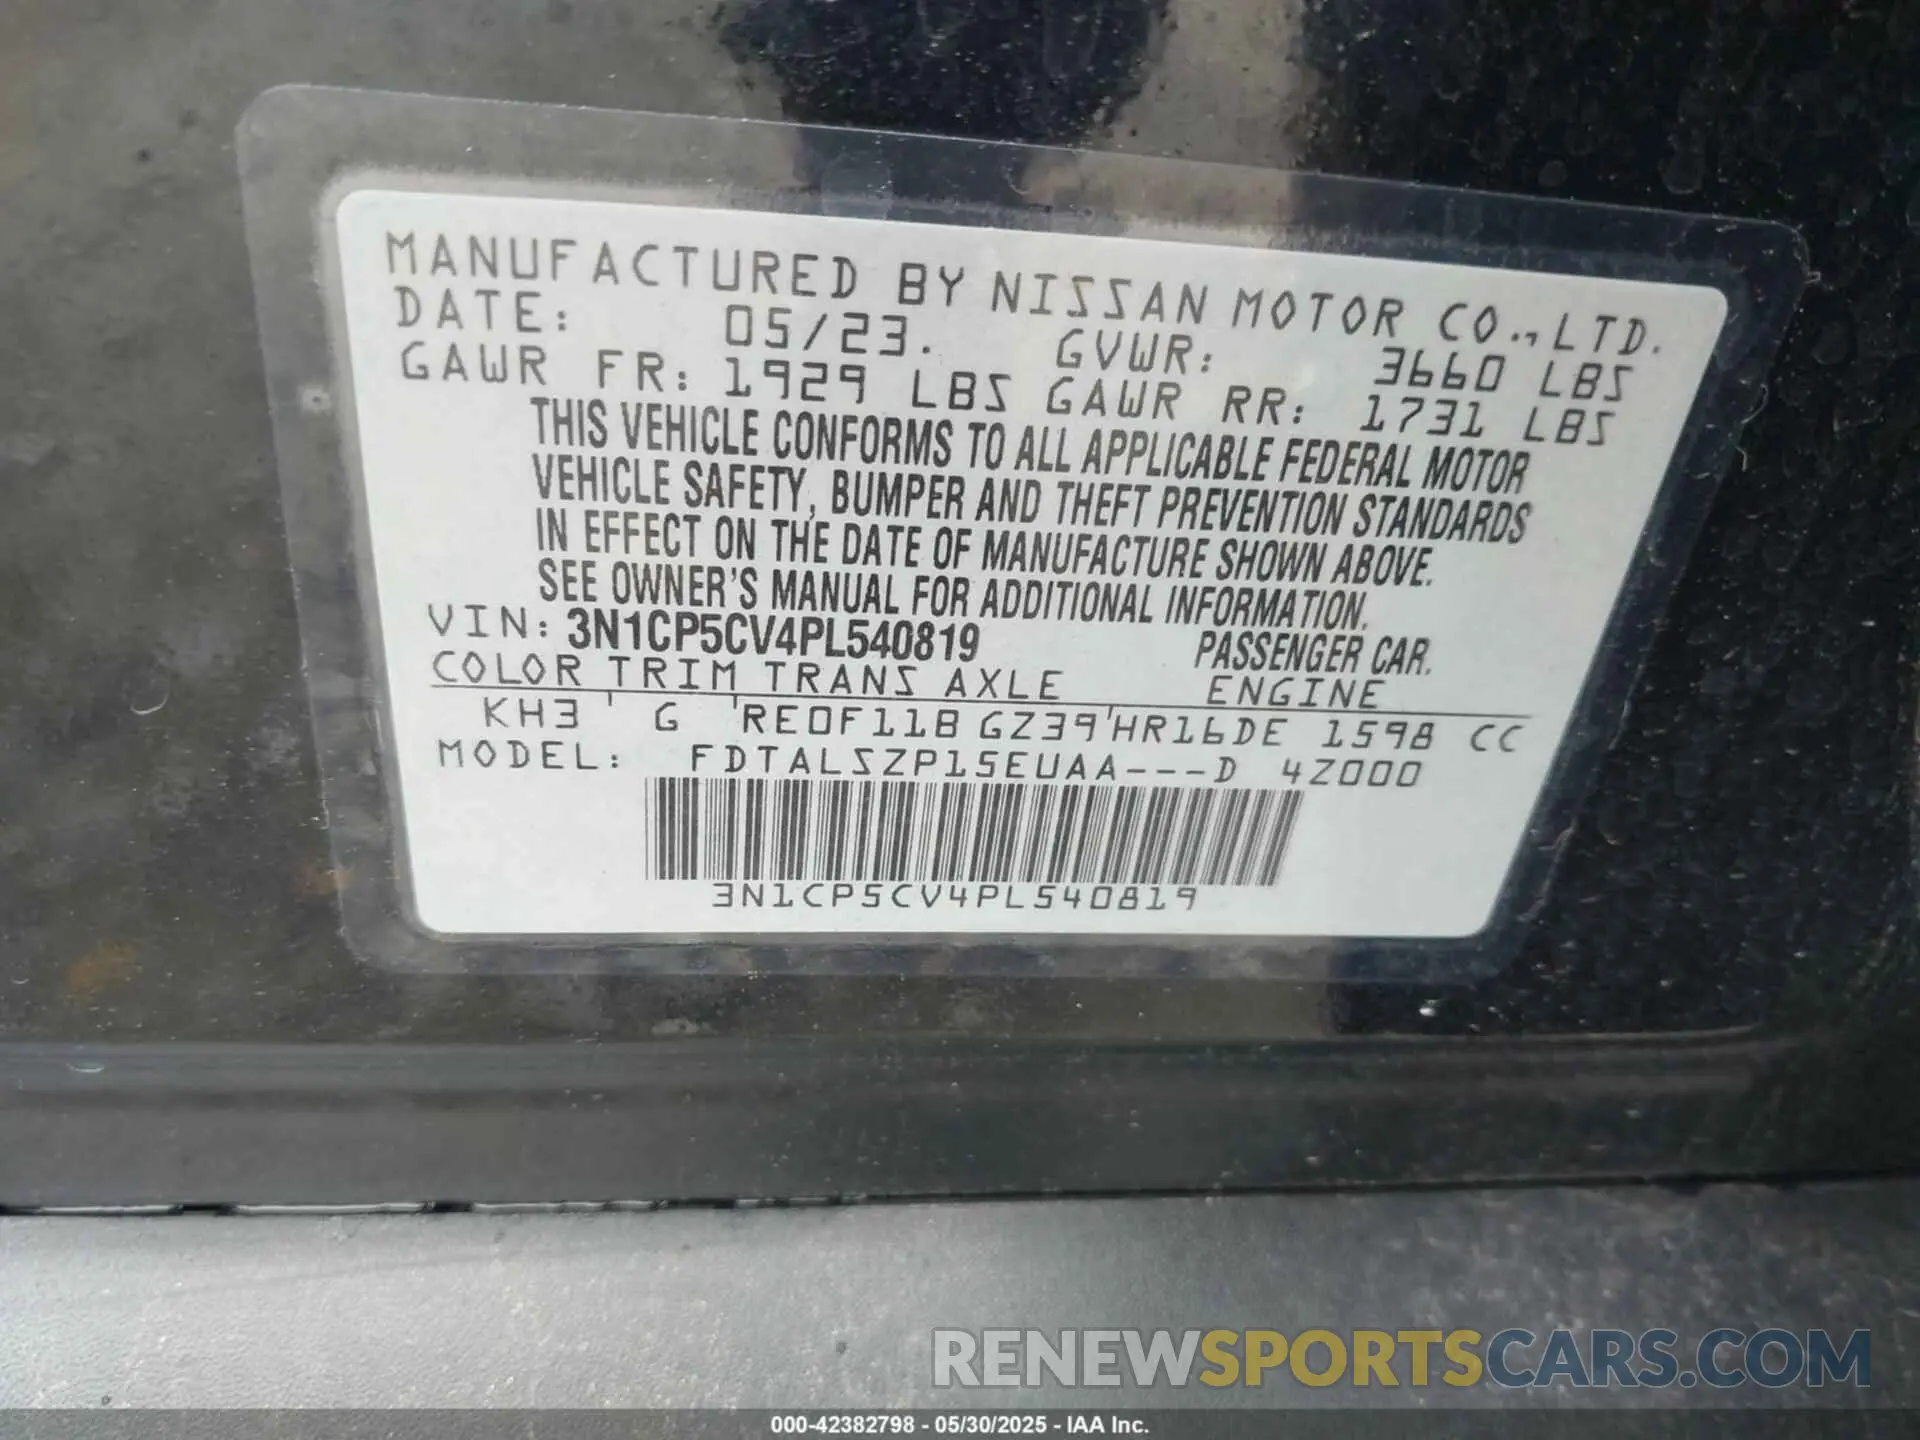 MANUFACTURED BY NISSAN MOTOR CO.,LTD.
DATE: 05/23. GVWR: 3660 LBS
GAWR FR: 1929 LBS GAWR RR: 1731 LBS
THIS VEHICLE CONFORMS TO ALL APPLICABLE FEDERAL MOTOR
VEHICLE SAFETY, BUMPER AND THEFT PREVENTION STANDARDS
IN EFFECT ON THE DATE OF MANUFACTURE SHOWN ABOVE.
SEE OWNER'S MANUAL FOR ADDITIONAL INFORMATION.
VIN: 3N1CP5CV4PL540819 PASSENGER CAR.
COLOR TRIM TRANS AXLE ENGINE
KH3 ' G 'RE0F11B GZ39'HR16DE 1598 CC
MODEL: FDTALSZP15EUAA---D 4Z000
3N1CP5CV4PL540819
RENEWSPORTSCARS.COM
000-42382798 - 05/30/2025 - IAA Inc.